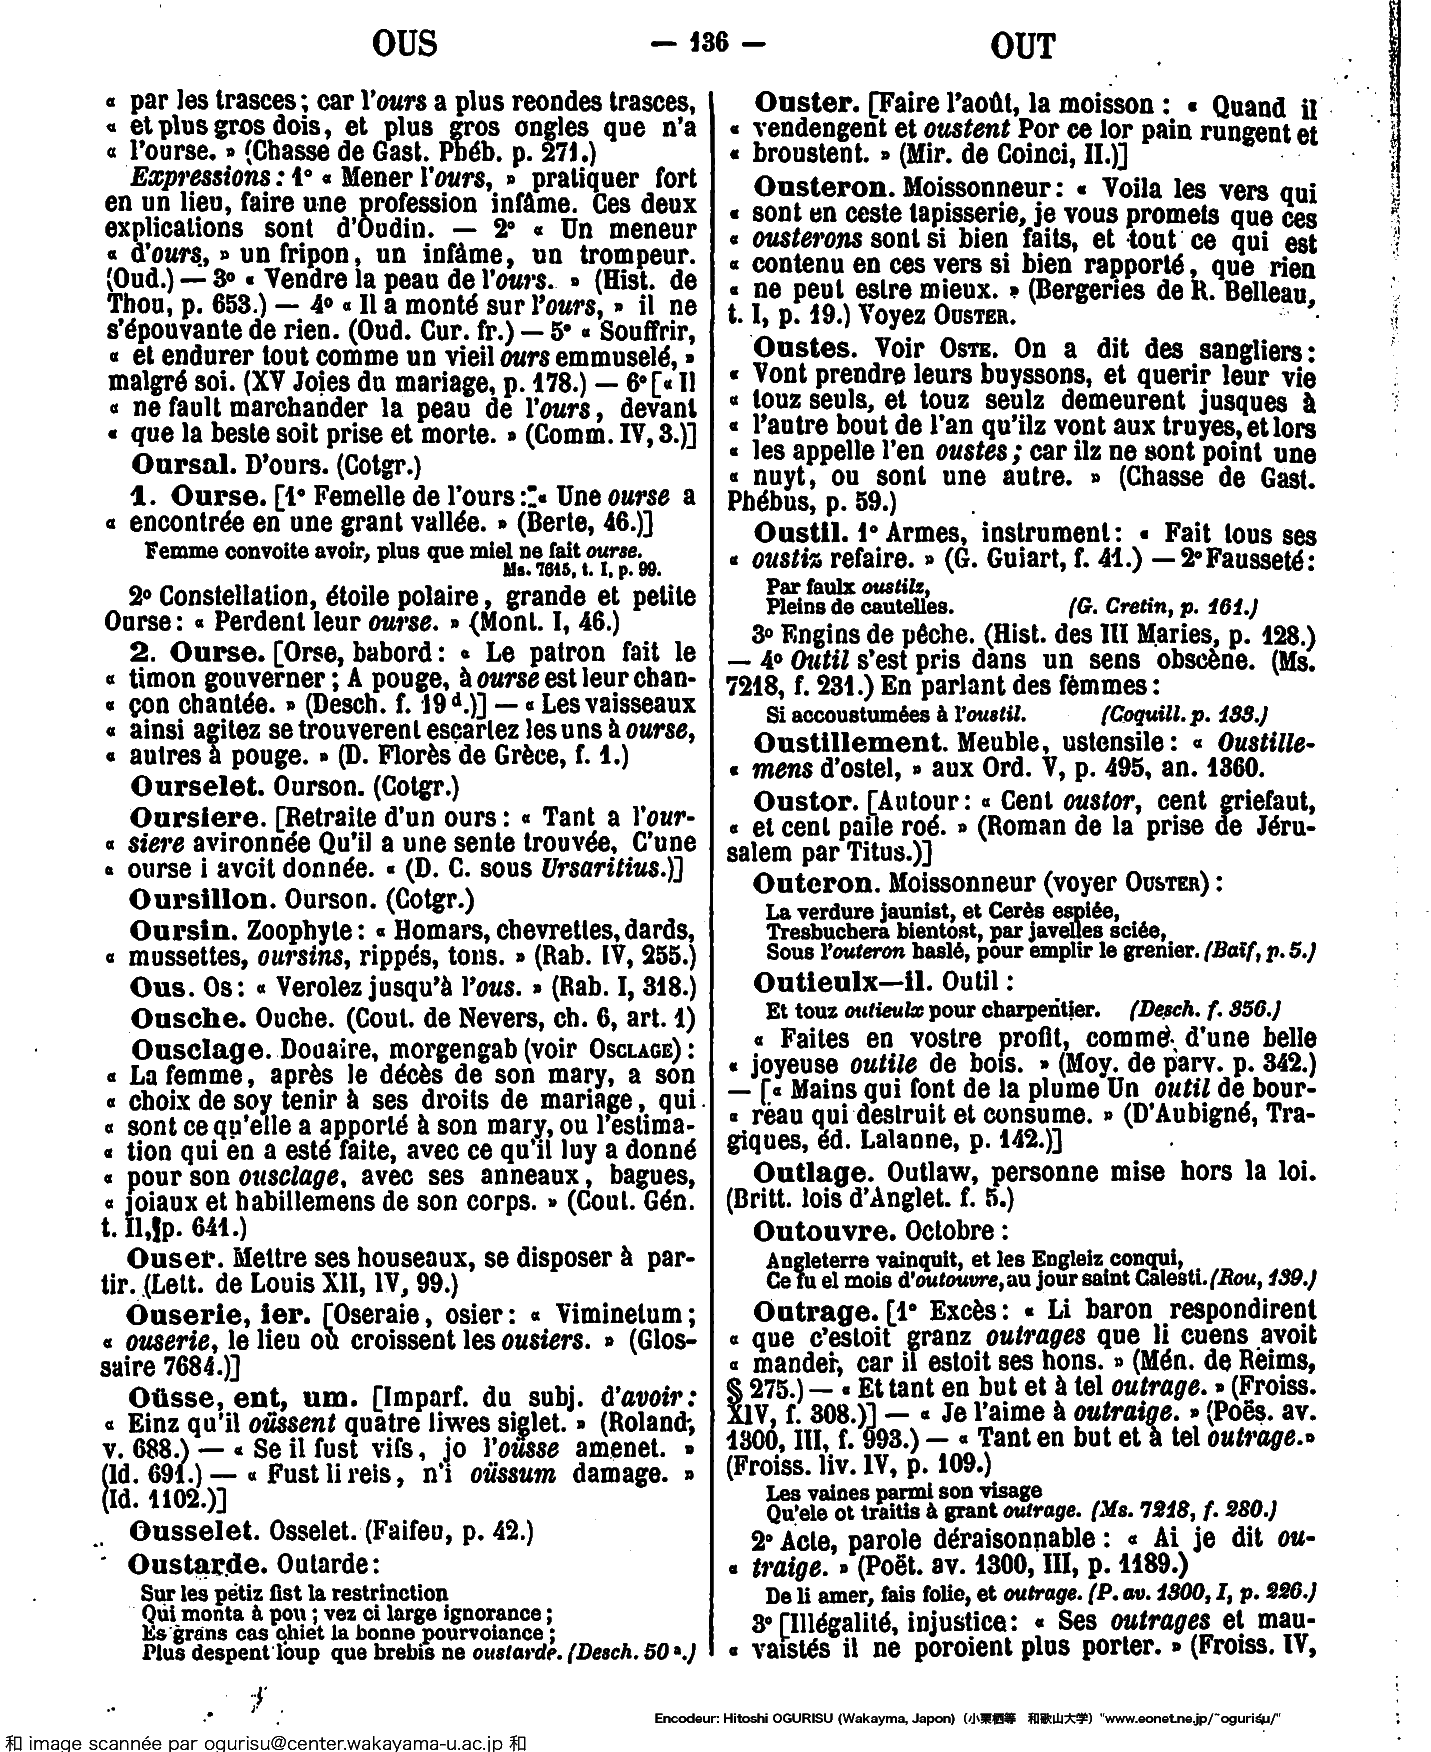 OUS — 136 — OUT
« par les trasces ; car l'ours a plus reondes trasces,
« et plus gros dois, et plus gros ongles que n'a
« l'ourse. » (Chasse de Gast. Phéb. p. 271.)
Expressions : 1° « Mener l'ours, » pratiquer fort
en un lieu, faire une profession infâme. Ces deux
explications sont d'Oudin. — 2° « Un meneur
« d'ours, » un fripon, un infâme, un trompeur.
(Oud.) — 3° « Vendre la peau de l'ours. » (Hist. de
Thou, p. 653.) — 4° « Il a monté sur l'ours, » il ne
s'épouvante de rien. (Oud. Cur. fr.) — 5° « Souffrir,
« et endurer tout comme un vieil ours emmuselé, »
malgré soi. (XV Joies du mariage, p. 178.) — 6° [« Il
« ne fault marchander la peau de l'ours, devant
« que la beste soit prise et morte. » (Comm. IV, 3.)]
Oursal. D'ours. (Cotgr.)
1. Ourse. [1° Femelle de l'ours : « Une ourse a
« encontrée en une grant vallée. » (Berte, 46.)]
Femme convoite avoir, plus que miel ne fait ourse.
Ms. 7615, t. I, p. 99.
2° Constellation, étoile polaire, grande et petite
Ourse : « Perdent leur ourse. » (Mont. I, 46.)
2. Ourse. [Orse, babord : « Le patron fait le
« timon gouverner ; A pouge, à ourse est leur chan-
« çon chantée. » (Desch. f. 19 d.)] — « Les vaisseaux
« ainsi agitez se trouverent escartez les uns à ourse,
« autres à pouge. » (D. Florès de Grèce, f. 1.)
Ourselet. Ourson. (Cotgr.)
Oursiere. [Retraite d'un ours : « Tant a l'our-
« siere avironnée Qu'il a une sente trouvée, C'une
« ourse i avoit donnée. « (D. C. sous Ursaritius.)]
Oursillon. Ourson. (Cotgr.)
Oursin. Zoophyte : « Homars, chevrettes, dards,
« mussettes, oursins, rippés, tons. » (Rab. IV, 255.)
Ous. Os : « Verolez jusqu'à l'ous. » (Rab. I, 318.)
Ousche. Ouche. (Cout. de Nevers, ch. 6, art. 1)
Ousclage. Douaire, morgengab (voir OSCLAGE) :
« La femme, après le décès de son mary, a son
« choix de soy tenir à ses droits de mariage, qui
« sont ce qu'elle a apporté à son mary, ou l'estima-
« tion qui en a esté faite, avec ce qu'il luy a donné
« pour son ousclage, avec ses anneaux, bagues,
« joiaux et habillemens de son corps. » (Cout. Gén.
t. II, p. 641.)
Ouser. Mettre ses houseaux, se disposer à par-
tir. (Lett. de Louis XII, IV, 99.)
Ouserie, ier. [Oseraie, osier : « Viminetum ;
« ouserie, le lieu ou croissent les ousiers. » (Glos-
saire 7684.)]
Oüsse, ent, um. [Imparf. du subj. d'avoir :
« Einz qu'il oüssent quatre liwes siglet. » (Roland,
v. 688.) — « Se il fust vifs, jo l'oüsse amenet. »
(Id. 691.) — « Fust li reis, n'i oüssum damage. »
(Id. 1102.)]
Ousselet. Osselet. (Faifeu, p. 42.)
Oustarde. Outarde :
Sur les petiz fist la restrinction
Qui monta à pou ; vez ci large ignorance ;
Es grans cas chiet la bonne pourvoiance ;
Plus despent loup que brebis ne oustarde. (Desch. 50 a.)
Ouster. [Faire l'août, la moisson : « Quand il
« vendengent et oustent Por ce lor pain rungent et
« broustent. » (Mir. de Coinci, II.)]
Ousteron. Moissonneur : « Voila les vers qui
« sont en ceste tapisserie, je vous promets que ces
« ousterons sont si bien faits, et tout ce qui est
« contenu en ces vers si bien rapporté, que rien
« ne peut estre mieux. » (Bergeries de R. Belleau,
t. I, p. 19.) Voyez OUSTER.
Oustes. Voir OSTE. On a dit des sangliers :
« Vont prendre leurs buyssons, et querir leur vie
« touz seuls, et touz seulz demeurent jusques à
« l'autre bout de l'an qu'ilz vont aux truyes, et lors
« les appelle l'en oustes ; car ilz ne sont point une
« nuyt, ou sont une autre. » (Chasse de Gast.
Phébus, p. 59.)
Oustil. 1° Armes, instrument : « Fait tous ses
« oustiz refaire. » (G. Guiart, f. 41.) — 2° Fausseté :
Par faulx oustilz,
Pleins de cautelles. (G. Cretin, p. 161.)
3° Engins de pêche. (Hist. des III Maries, p. 128.)
— 4° Outil s'est pris dans un sens obscène. (Ms.
7218, f. 231.) En parlant des femmes :
Si accoustumées à l'oustil. (Coquill. p. 133.)
Oustillement. Meuble, ustensile : « Oustille-
« mens d'ostel, » aux Ord. V, p. 495, an. 1360.
Oustor. [Autour : « Cent oustor, cent griefaut,
« et cent paile roé. » (Roman de la prise de Jéru-
salem par Titus.)]
Outeron. Moissonneur (voyer OUSTER) :
La verdure jaunist, et Cerès espiée,
Tresbuchera bientost, par javelles sciée,
Sous l'outeron haslé, pour emplir le grenier. (Baïf, p. 5.)
Outieulx—il. Outil :
Et touz outieulx pour charpentier. (Desch. f. 356.)
« Faites en vostre profit, comme d'une belle
« joyeuse outile de bois. » (Moy. de parv. p. 342.)
— [« Mains qui font de la plume Un outil de bour-
« reau qui destruit et consume. » (D'Aubigné, Tra-
giques, éd. Lalanne, p. 142.)]
Outlage. Outlaw, personne mise hors la loi.
(Britt. lois d'Anglet. f. 5.)
Outouvre. Octobre :
Angleterre vainquit, et les Engleiz conqui,
Ce fu el mois d'outouvre, au jour saint Calesti. (Rou, 139.)
Outrage. [1° Excès : « Li baron respondirent
« que c'estoit granz outrages que li cuens avoit
« mandei, car il estoit ses hons. » (Mén. de Reims,
§ 275.) — « Et tant en but et à tel outrage. » (Froiss.
XIV, f. 308.)] — « Je l'aime à outraige. » (Poës. av.
1300, III, f. 993.) — « Tant en but et à tel outrage. »
(Froiss. liv. IV, p. 109.)
Les vaines parmi son visage
Qu'ele ot traitis à grant outrage. (Ms. 7218, f. 280.)
2° Acte, parole déraisonnable : « Ai je dit ou-
« traige. » (Poët. av. 1300, III, p. 1189.)
De li amer, fais folie, et outrage. (P. av. 1300, I, p. 226.)
3° [Illégalité, injustice : « Ses outrages et mau-
« vaistés il ne poroient plus porter. » (Froiss. IV,
Encodeur: Hitoshi OGURISU (Wakayma, Japon) (小栗栖等 和歌山大学) "www.eonet.ne.jp/~ogurisu/"
和 image scannée par ogurisu@center.wakayama-u.ac.jp 和